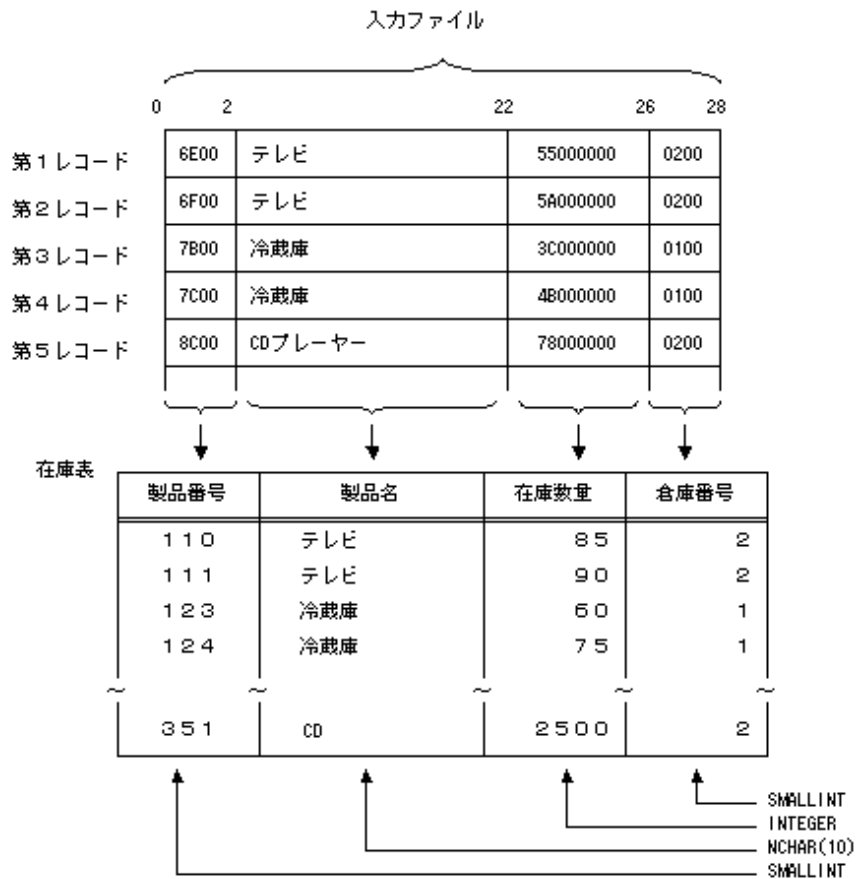 入力ファイル
0 2 22 26 28
第1レコード 6E00 テレビ 55000000 0200
第2レコード 6F00 テレビ 5A000000 0200
第3レコード 7B00 冷蔵庫 3C000000 0100
第4レコード 7C00 冷蔵庫 4B000000 0100
第5レコード 8C00 CDプレーヤー 78000000 0200
在庫表
製品番号 製品名 在庫数量 倉庫番号
110 テレビ 85 2
111 テレビ 90 2
123 冷蔵庫 60 1
124 冷蔵庫 75 1
~ ~ ~ ~ ~
351 CD 2500 2
SMALLINT
INTEGER
NCHAR(10)
SMALLINT